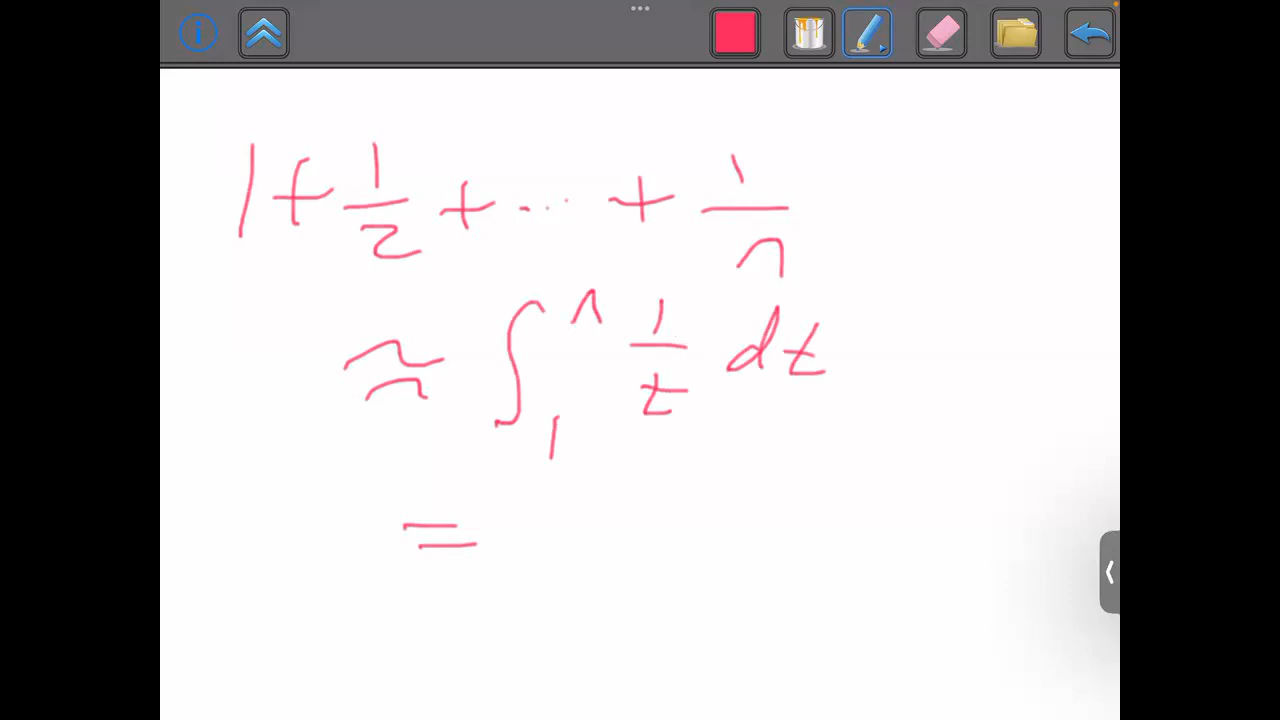 1 + 1/2 + ... + 1/n
≈ ∫₁ⁿ 1/t dt
=